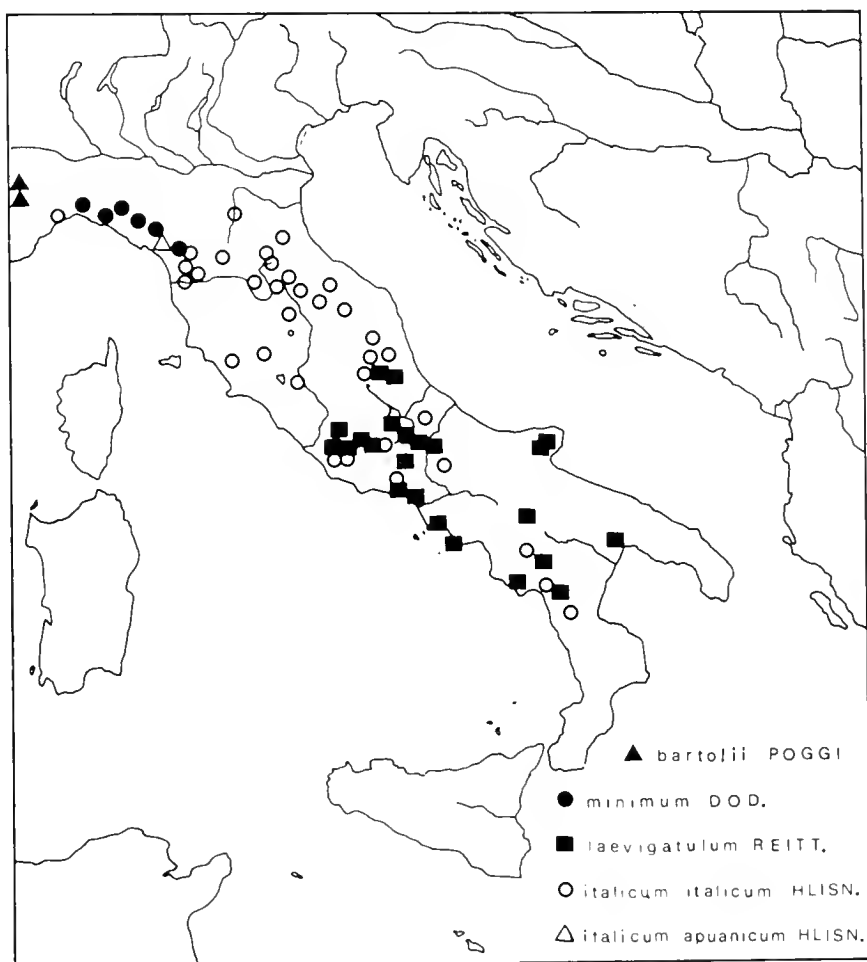 bartolii POGGI
minimum DOD.
laevigatulum REITT.
italicum italicum HLISN.
italicum apuanicum HLISN.